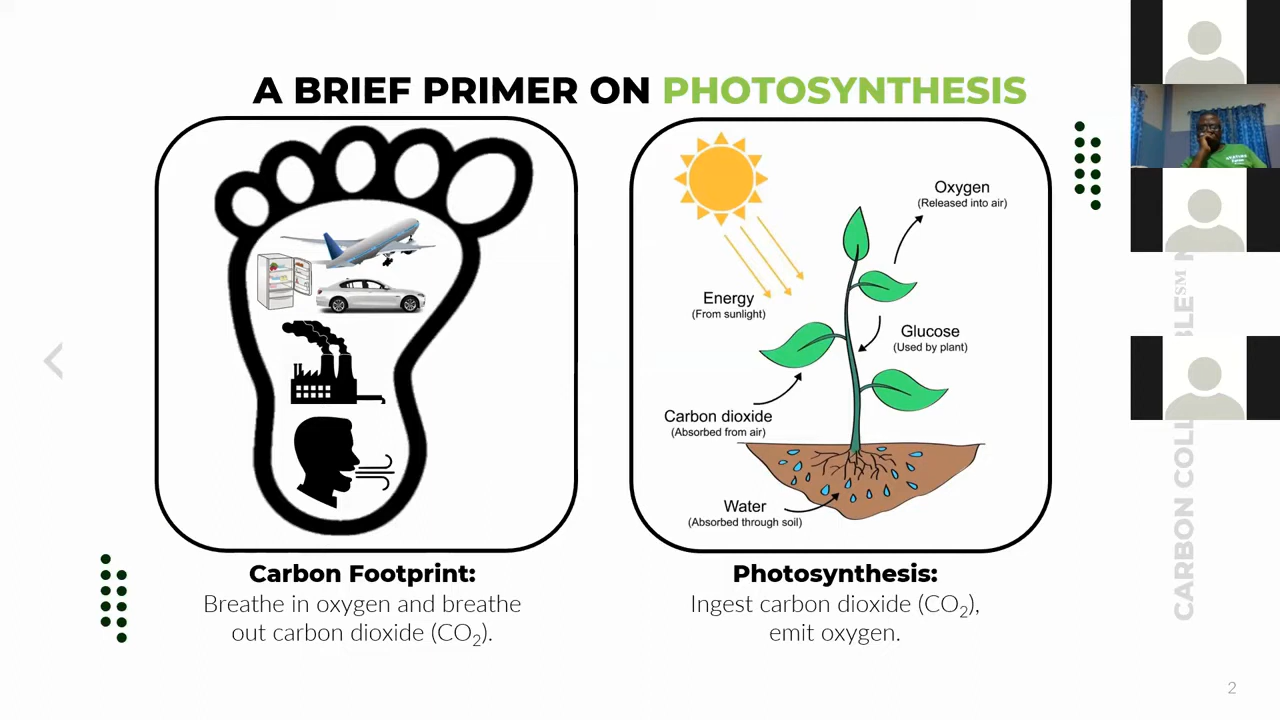 A BRIEF PRIMER ON PHOTOSYNTHESIS
Oxygen
(Released into air)
Energy
(From sunlight)
Glucose
(Used by plant)
Carbon dioxide
(Absorbed from air)
Water
(Absorbed through soil)
Carbon Footprint:
Breathe in oxygen and breathe
out carbon dioxide (CO₂).
Photosynthesis:
Ingest carbon dioxide (CO₂),
emit oxygen.
CARBON
2